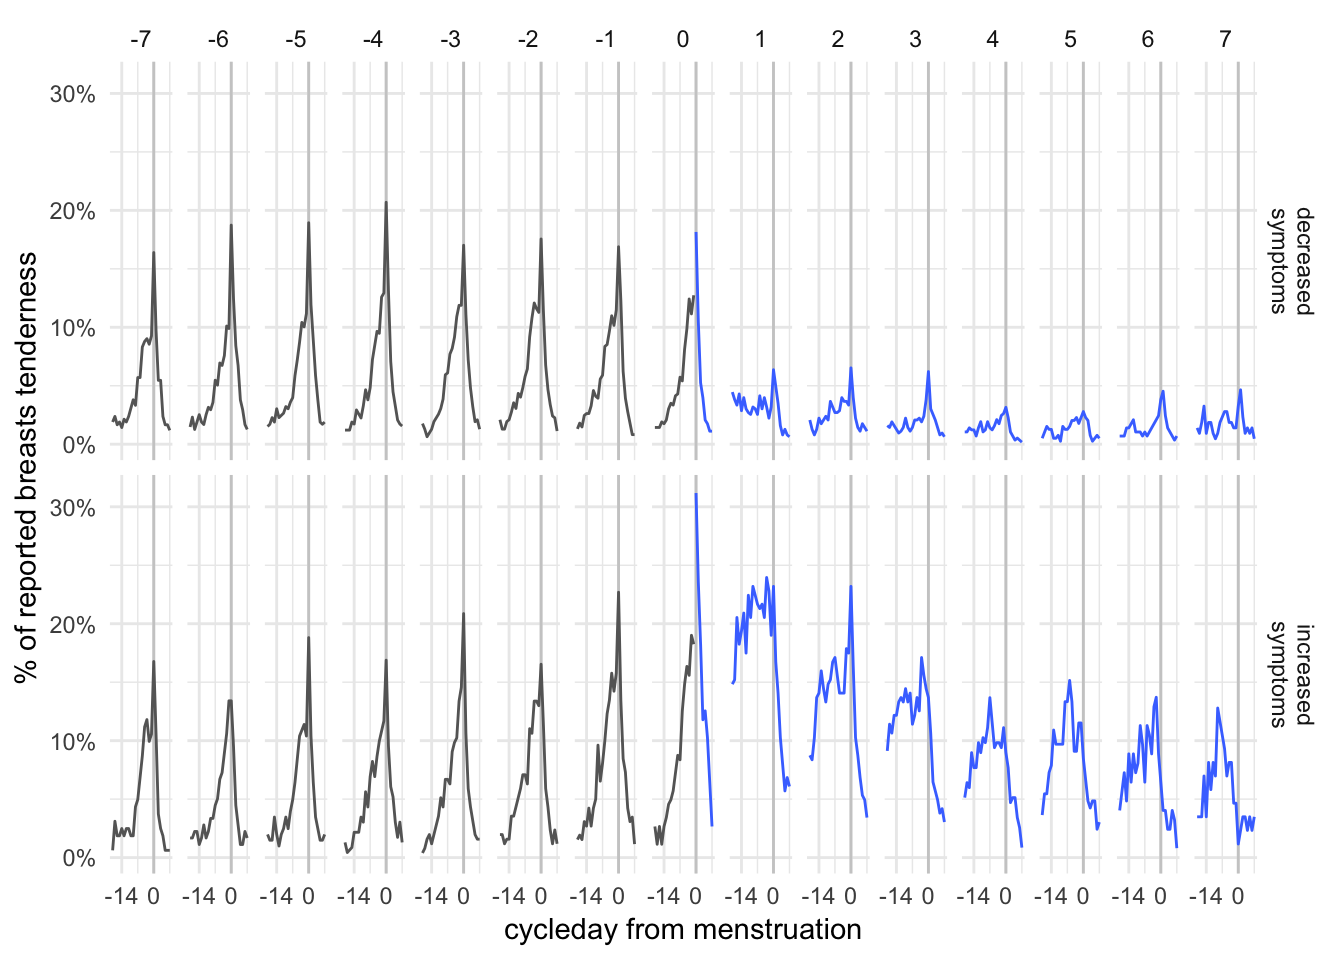 -7 -6 -5 -4 -3 -2 -1 0 1 2 3 4 5 6 7
% of reported breasts tenderness
30%
20%
10%
0%
decreased
symptoms
30%
20%
10%
0%
increased
symptoms
-14 0 -14 0 -14 0 -14 0 -14 0 -14 0 -14 0 -14 0 -14 0 -14 0 -14 0 -14 0 -14 0 -14 0 -14 0
cycleday from menstruation